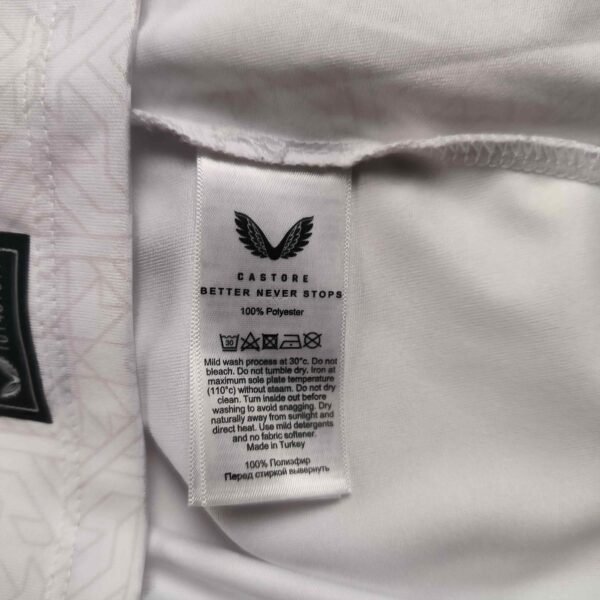 CASTORE
BETTER NEVER STOPS
100% Polyester
30
Mild wash process at 30°c. Do not
bleach. Do not tumble dry. Iron at
maximum sole plate temperature
(110°c) without steam. Do not dry
clean. Turn inside out before
washing to avoid snagging. Dry
naturally away from sunlight and
direct heat. Use mild detergents
and no fabric softener.
Made in Turkey
100% Полиэфир
Перед стиркой вывернуть